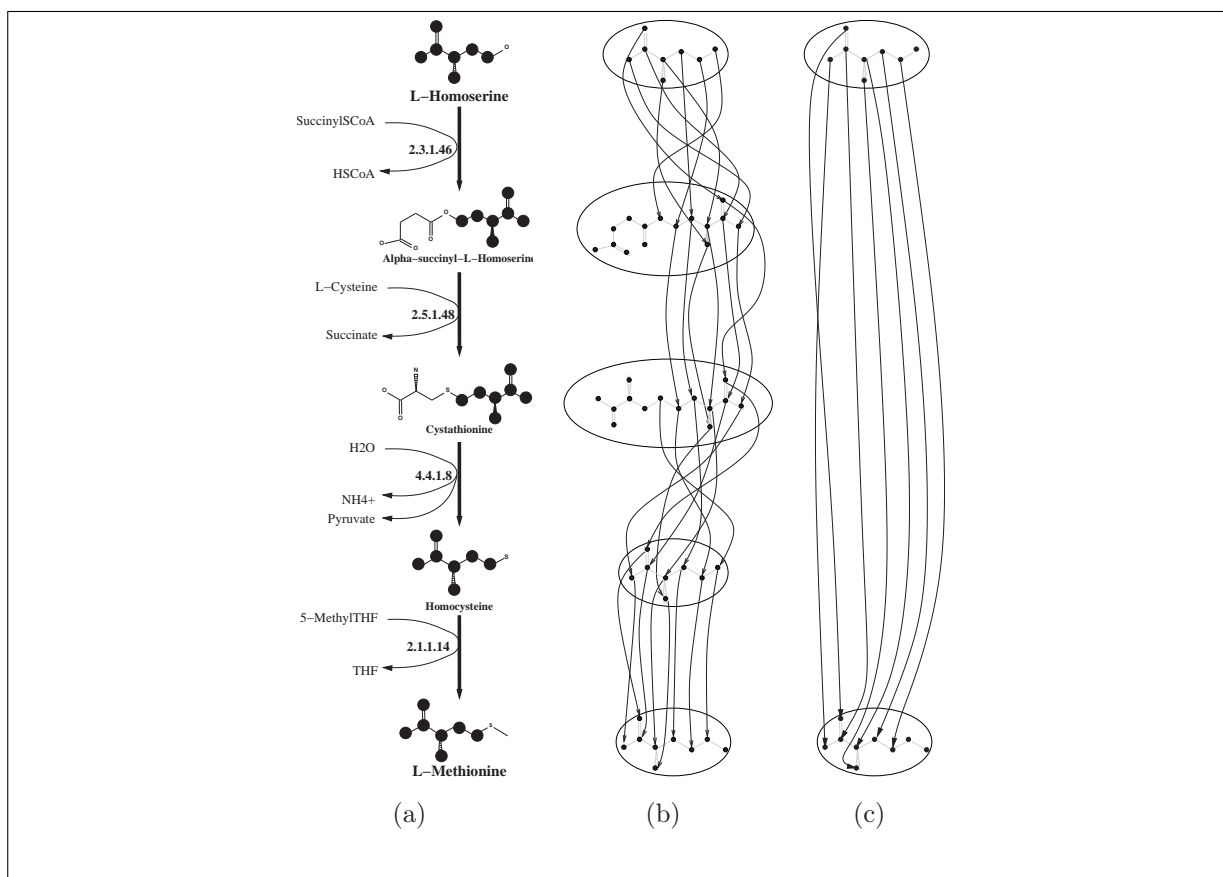 O
L−Homoserine
SuccinylSCoA
2.3.1.46
HSCoA
O
O
O
O
Alpha−succinyl−L−Homoserine
L−Cysteine
2.5.1.48
Succinate
N
O
S
O
Cystathionine
H2O
4.4.1.8
NH4+
Pyruvate
S
Homocysteine
5−MethylTHF
2.1.1.14
THF
S
L−Methionine
(a) (b) (c)